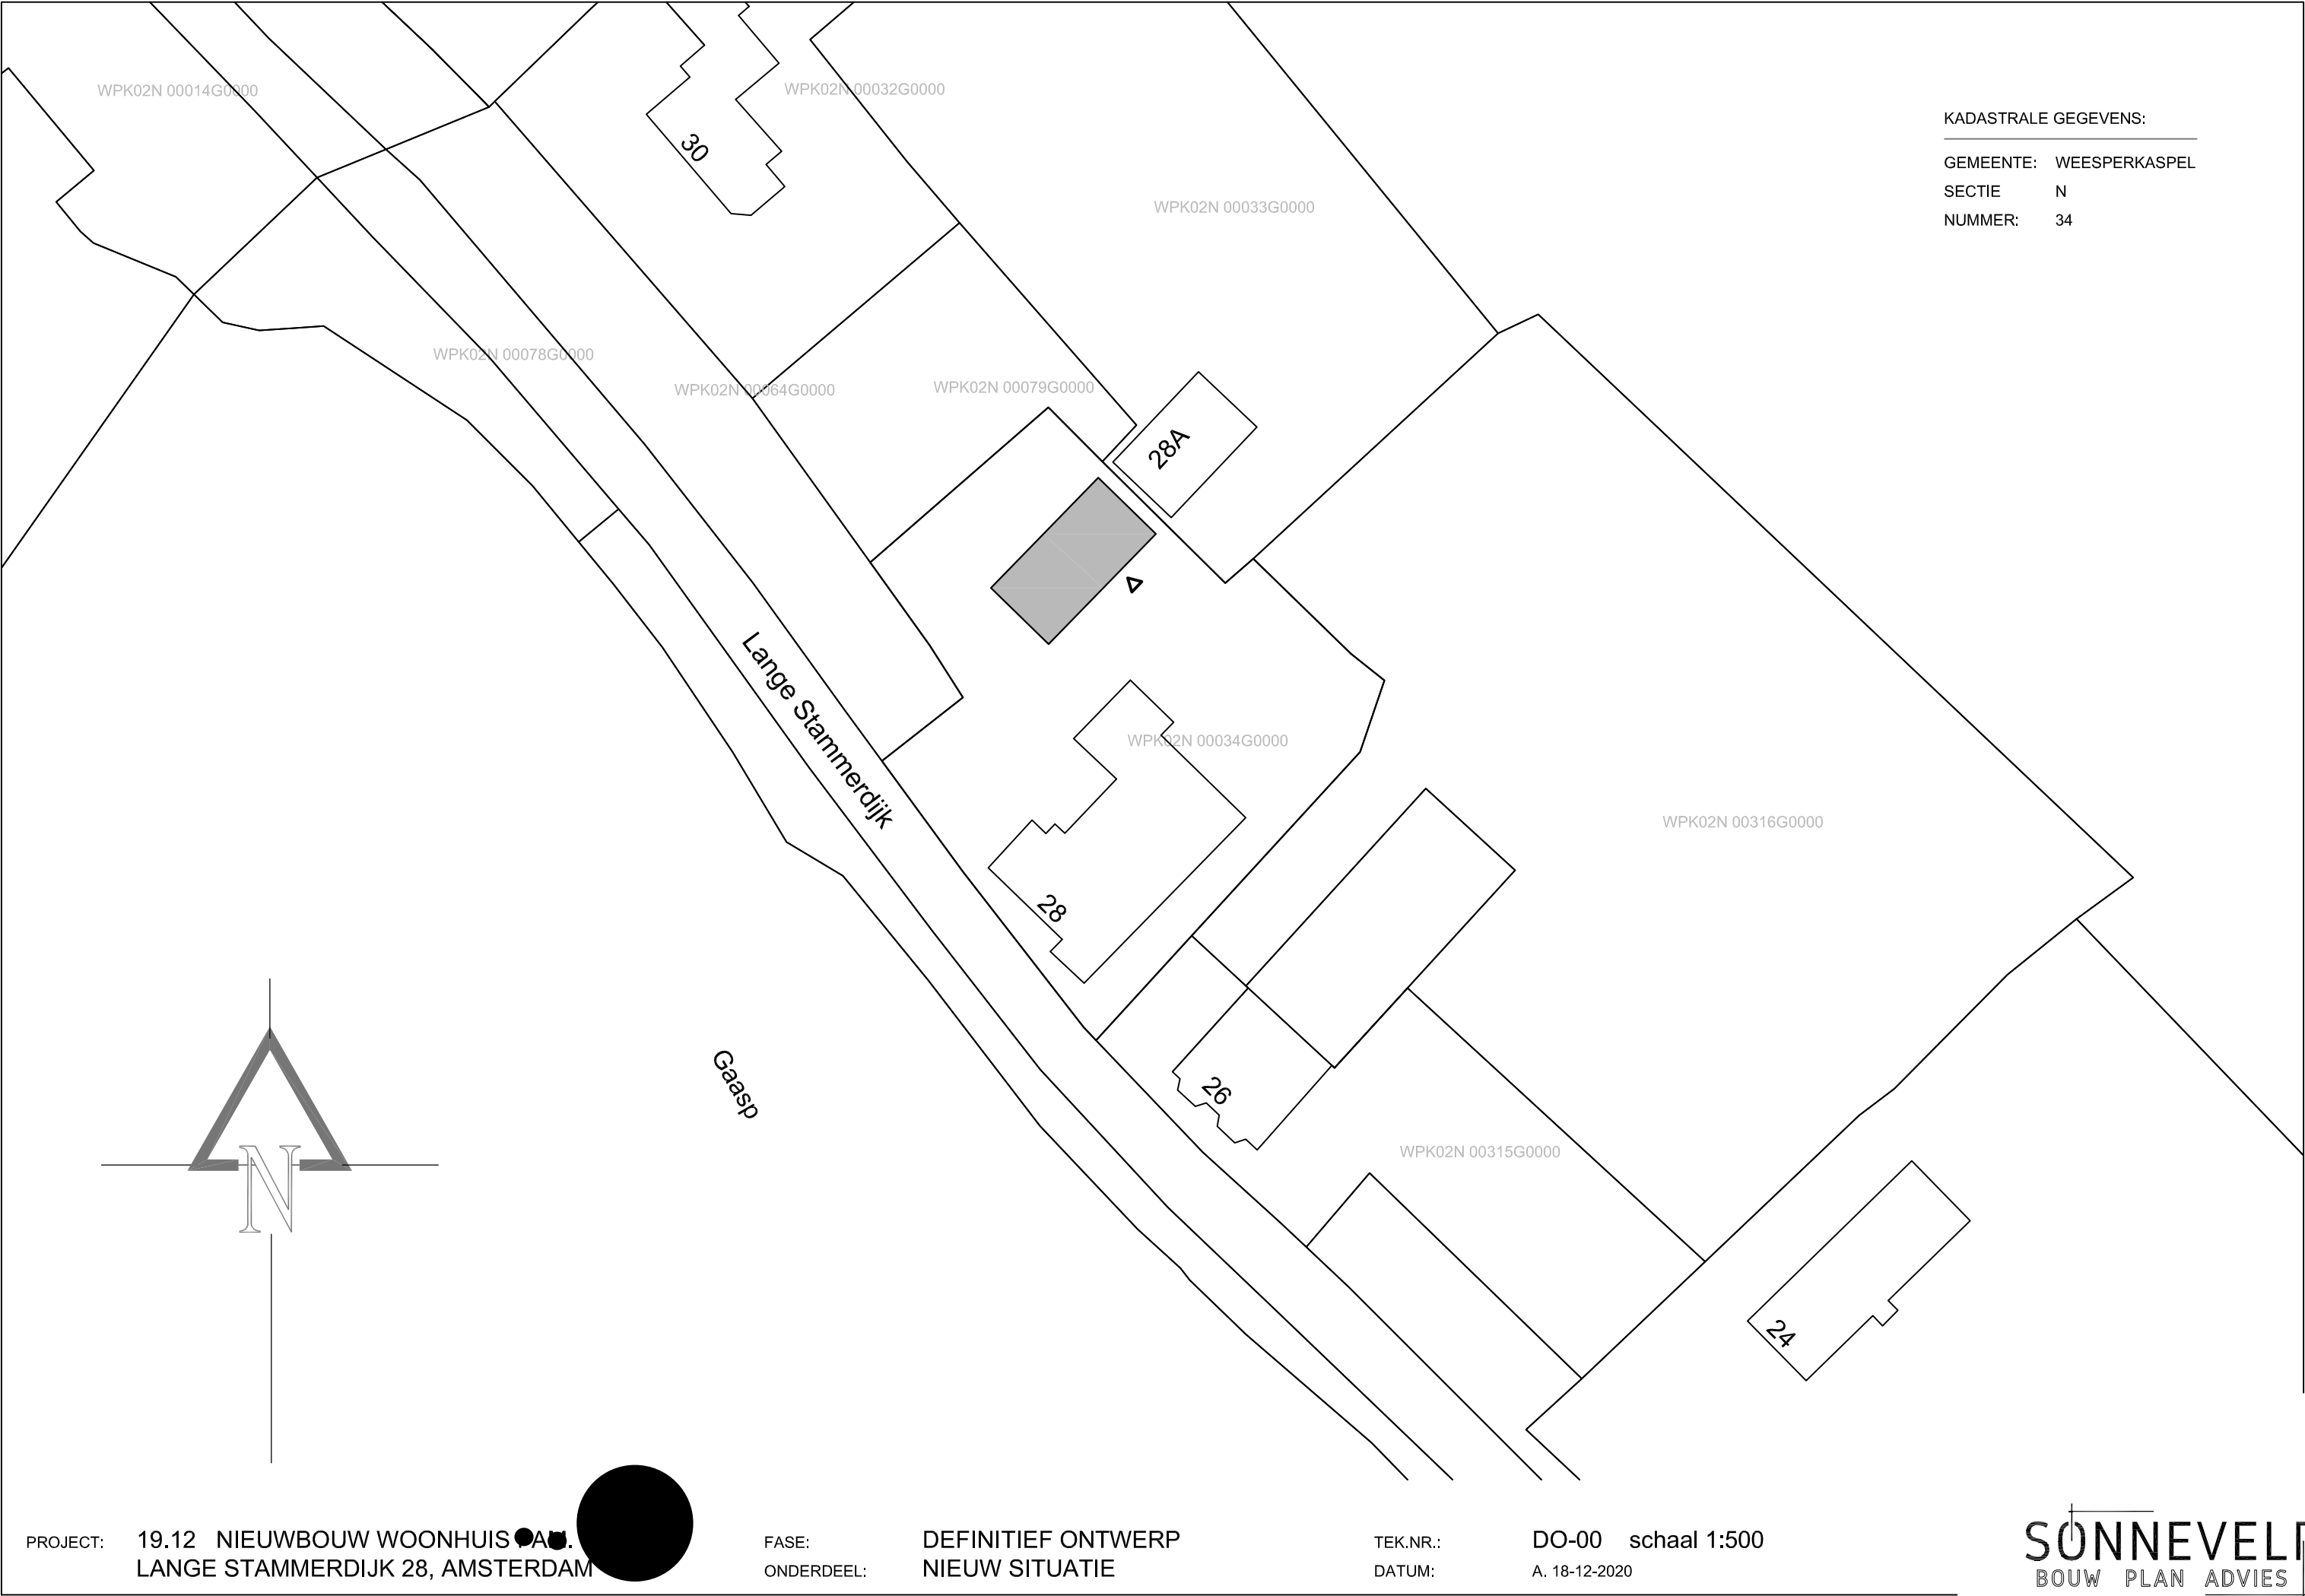 WPK02N 00014G0000
WPK02N 00032G0000
30
KADASTRALE GEGEVENS:
GEMEENTE: WEESPERKASPEL
SECTIE N
NUMMER: 34
WPK02N 00033G0000
WPK02N 00078G0000
WPK02N 00064G0000
WPK02N 00079G0000
28A
Lange Stammerdijk
WPK02N 00034G0000
WPK02N 00316G0000
28
Gaasp
26
WPK02N 00315G0000
N
24
PROJECT: 19.12 NIEUWBOUW WOONHUIS
LANGE STAMMERDIJK 28, AMSTERDAM
FASE: DEFINITIEF ONTWERP
ONDERDEEL: NIEUW SITUATIE
TEK.NR.: DO-00 schaal 1:500
DATUM: A. 18-12-2020
SONNEVEL
BOUW PLAN ADVIES